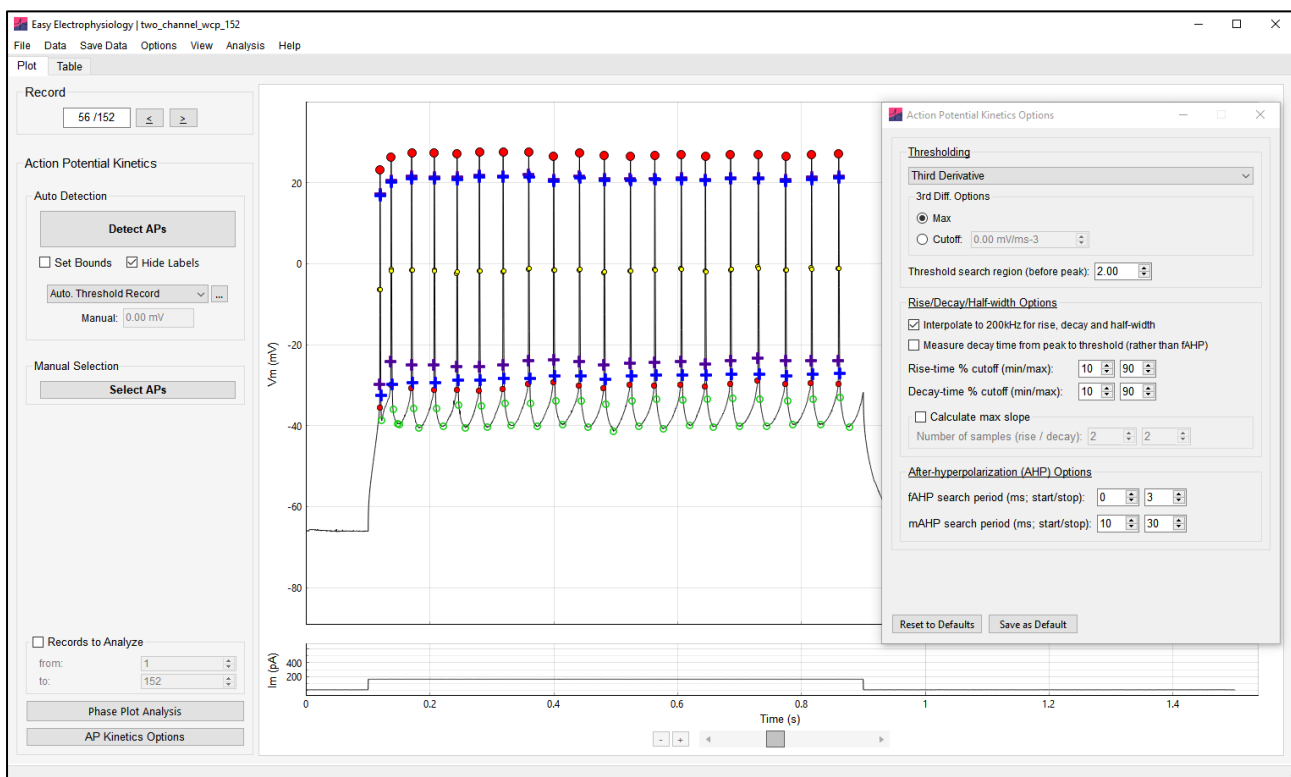 Easy Electrophysiology | two_channel_wcp_152
File Data Save Data Options View Analysis Help
Plot Table
Record
56 /152 < >
Action Potential Kinetics
Auto Detection
Detect APs
Set Bounds Hide Labels
Auto. Threshold Record ...
Manual: 0.00 mV
Manual Selection
Select APs
Records to Analyze
from: 1
to: 152
Phase Plot Analysis
AP Kinetics Options
Vm (mV)
20
0
-20
-40
-60
-80
Im (pA)
400
200
0 0.2 0.4 0.6 0.8 1 1.2 1.4
Time (s)
- +
Action Potential Kinetics Options
Thresholding
Third Derivative
3rd Diff. Options
Max
Cutoff: 0.00 mV/ms-3
Threshold search region (before peak): 2.00
Rise/Decay/Half-width Options
Interpolate to 200kHz for rise, decay and half-width
Measure decay time from peak to threshold (rather than fAHP)
Rise-time % cutoff (min/max): 10 90
Decay-time % cutoff (min/max): 10 90
Calculate max slope
Number of samples (rise / decay): 2 2
After-hyperpolarization (AHP) Options
fAHP search period (ms; start/stop): 0 3
mAHP search period (ms; start/stop): 10 30
Reset to Defaults Save as Default